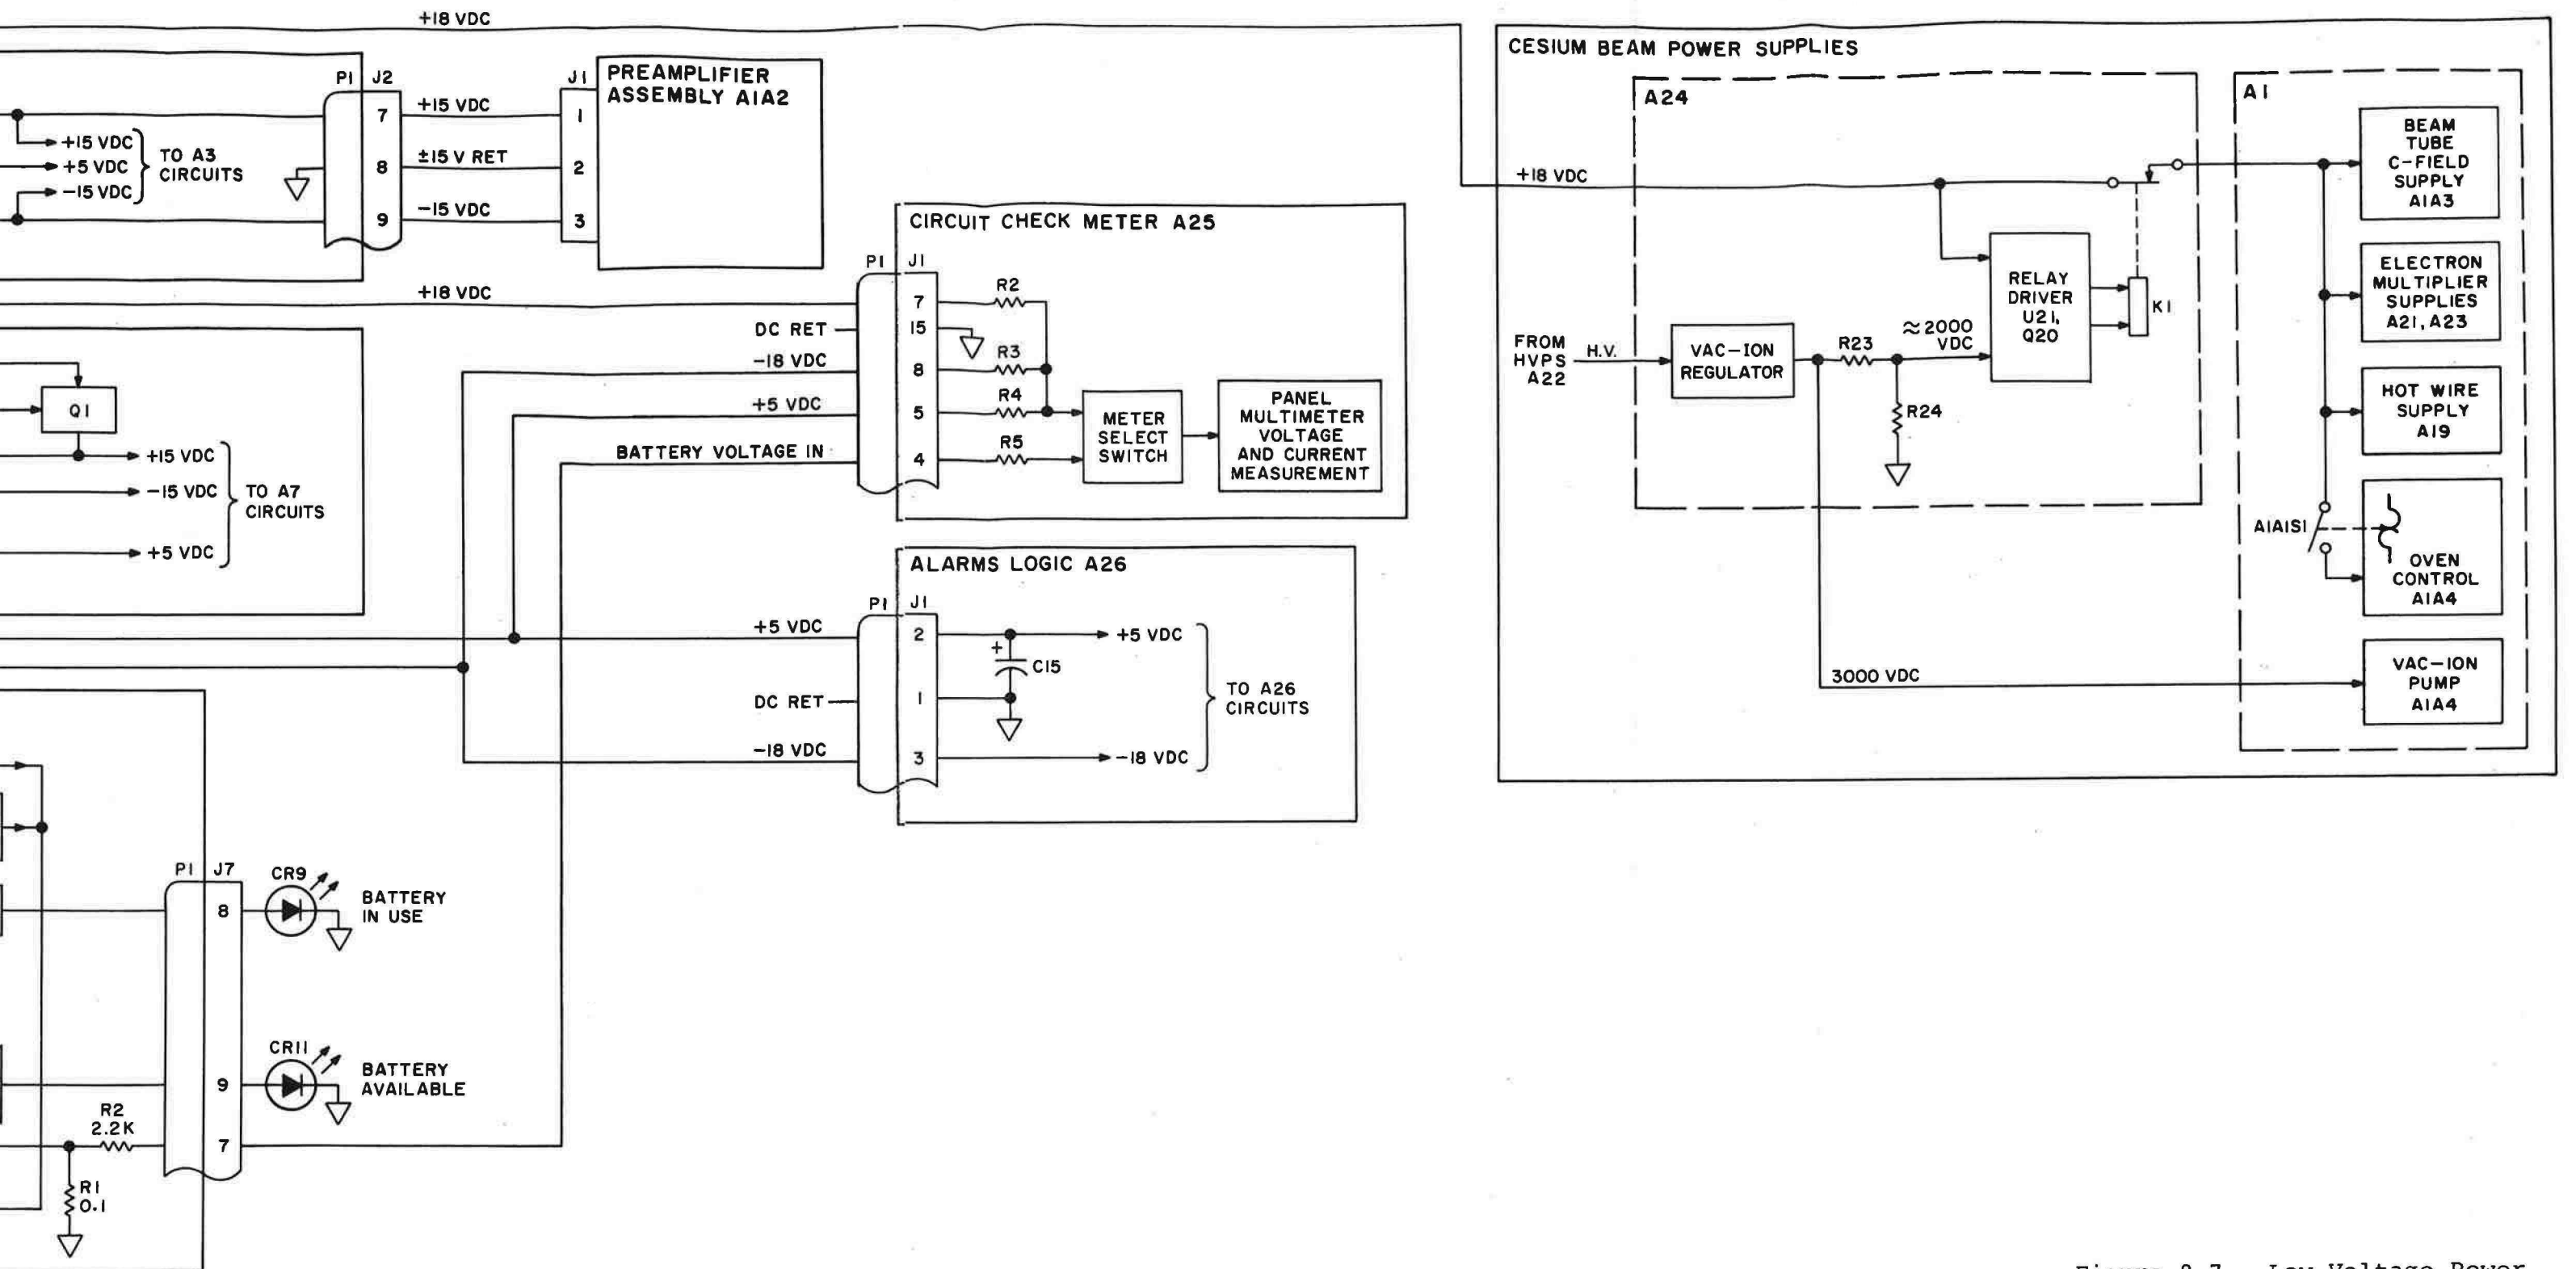 +18 VDC
P1 J2
7
8
9
+15 VDC
±15 V RET
-15 VDC
J1
1
2
3
PREAMPLIFIER
ASSEMBLY A1A2
+15 VDC
+5 VDC
-15 VDC
TO A3
CIRCUITS
+18 VDC
Q1
+15 VDC
-15 VDC
+5 VDC
TO A7
CIRCUITS
CIRCUIT CHECK METER A25
P1 J1
7
15
8
5
4
DC RET
-18 VDC
+5 VDC
BATTERY VOLTAGE IN
R2
R3
R4
R5
METER
SELECT
SWITCH
PANEL
MULTIMETER
VOLTAGE
AND CURRENT
MEASUREMENT
ALARMS LOGIC A26
P1 J1
2
1
3
+5 VDC
DC RET
-18 VDC
+
C15
+5 VDC
-18 VDC
TO A26
CIRCUITS
P1 J7
8
9
7
CR9
BATTERY
IN USE
CR11
BATTERY
AVAILABLE
R2
2.2K
R1
0.1
CESIUM BEAM POWER SUPPLIES
A24
+18 VDC
FROM
HVPS
A22
H.V.
VAC-ION
REGULATOR
R23
≈2000
VDC
R24
RELAY
DRIVER
U21,
Q20
K1
3000 VDC
A1
BEAM
TUBE
C-FIELD
SUPPLY
A1A3
ELECTRON
MULTIPLIER
SUPPLIES
A21, A23
HOT WIRE
SUPPLY
A19
A1A1S1
OVEN
CONTROL
A1A4
VAC-ION
PUMP
A1A4